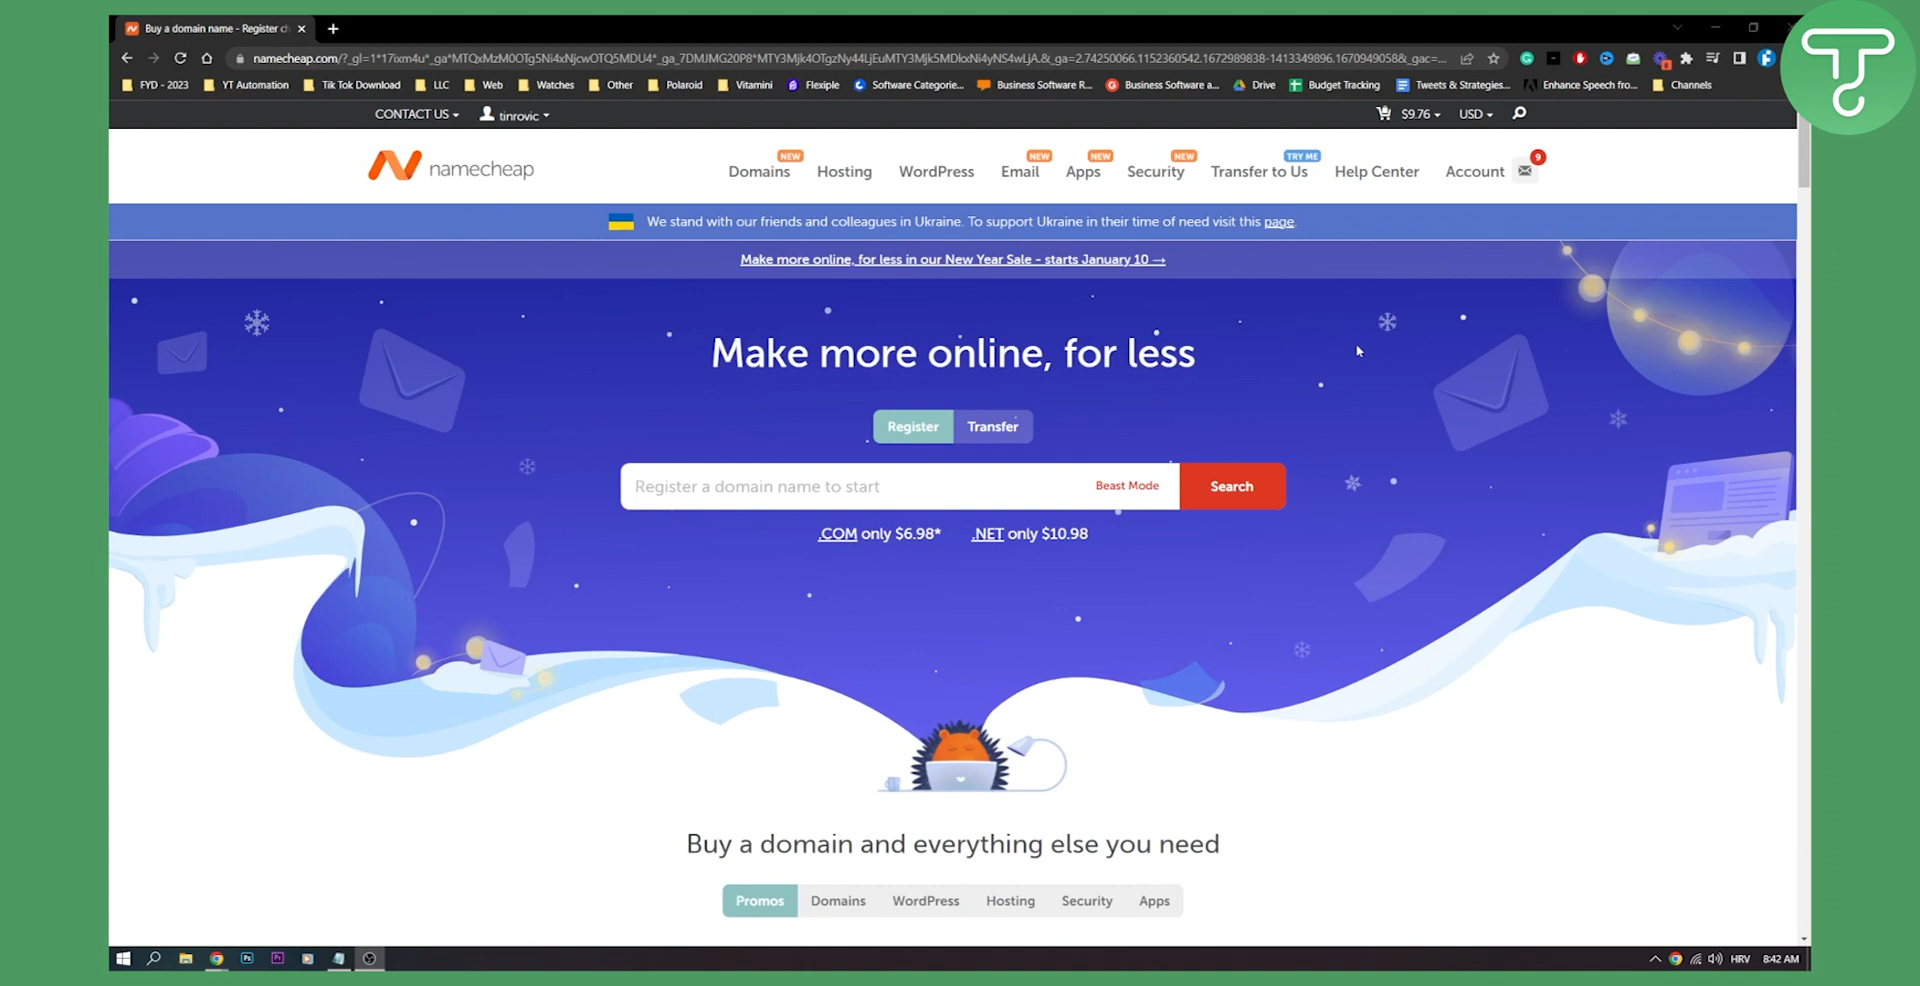 Buy a domain name - Register ch
namecheap.com/?_gl=1*17ixm4u*_ga*MTQxMzM0OTg5Ni4xNjcwOTQ5MDU4*_ga_7DMJMG20P8*MTY3Mjk4OTgzNy44LjEuMTY3Mjk5MDkxNi4yNS4wLjA.&_ga=2.74250066.1152360542.1672989838-1413349896.1670949058&_gac=...
FYD - 2023 YT Automation Tik Tok Download LLC Web Watches Other Polaroid Vitamini Flexiple Software Categorie... Business Software R... Business Software a... Drive Budget Tracking Tweets & Strategies... Enhance Speech fro... Channels
CONTACT US tinrovic $9.76 USD
NEW NEW NEW NEW TRY ME 9
namecheap Domains Hosting WordPress Email Apps Security Transfer to Us Help Center Account
We stand with our friends and colleagues in Ukraine. To support Ukraine in their time of need visit this page.
Make more online, for less in our New Year Sale - starts January 10 →
Make more online, for less
Register Transfer
Register a domain name to start Beast Mode Search
.COM only $6.98* .NET only $10.98
Buy a domain and everything else you need
Promos Domains WordPress Hosting Security Apps
Ps Pr HRV 8:42 AM